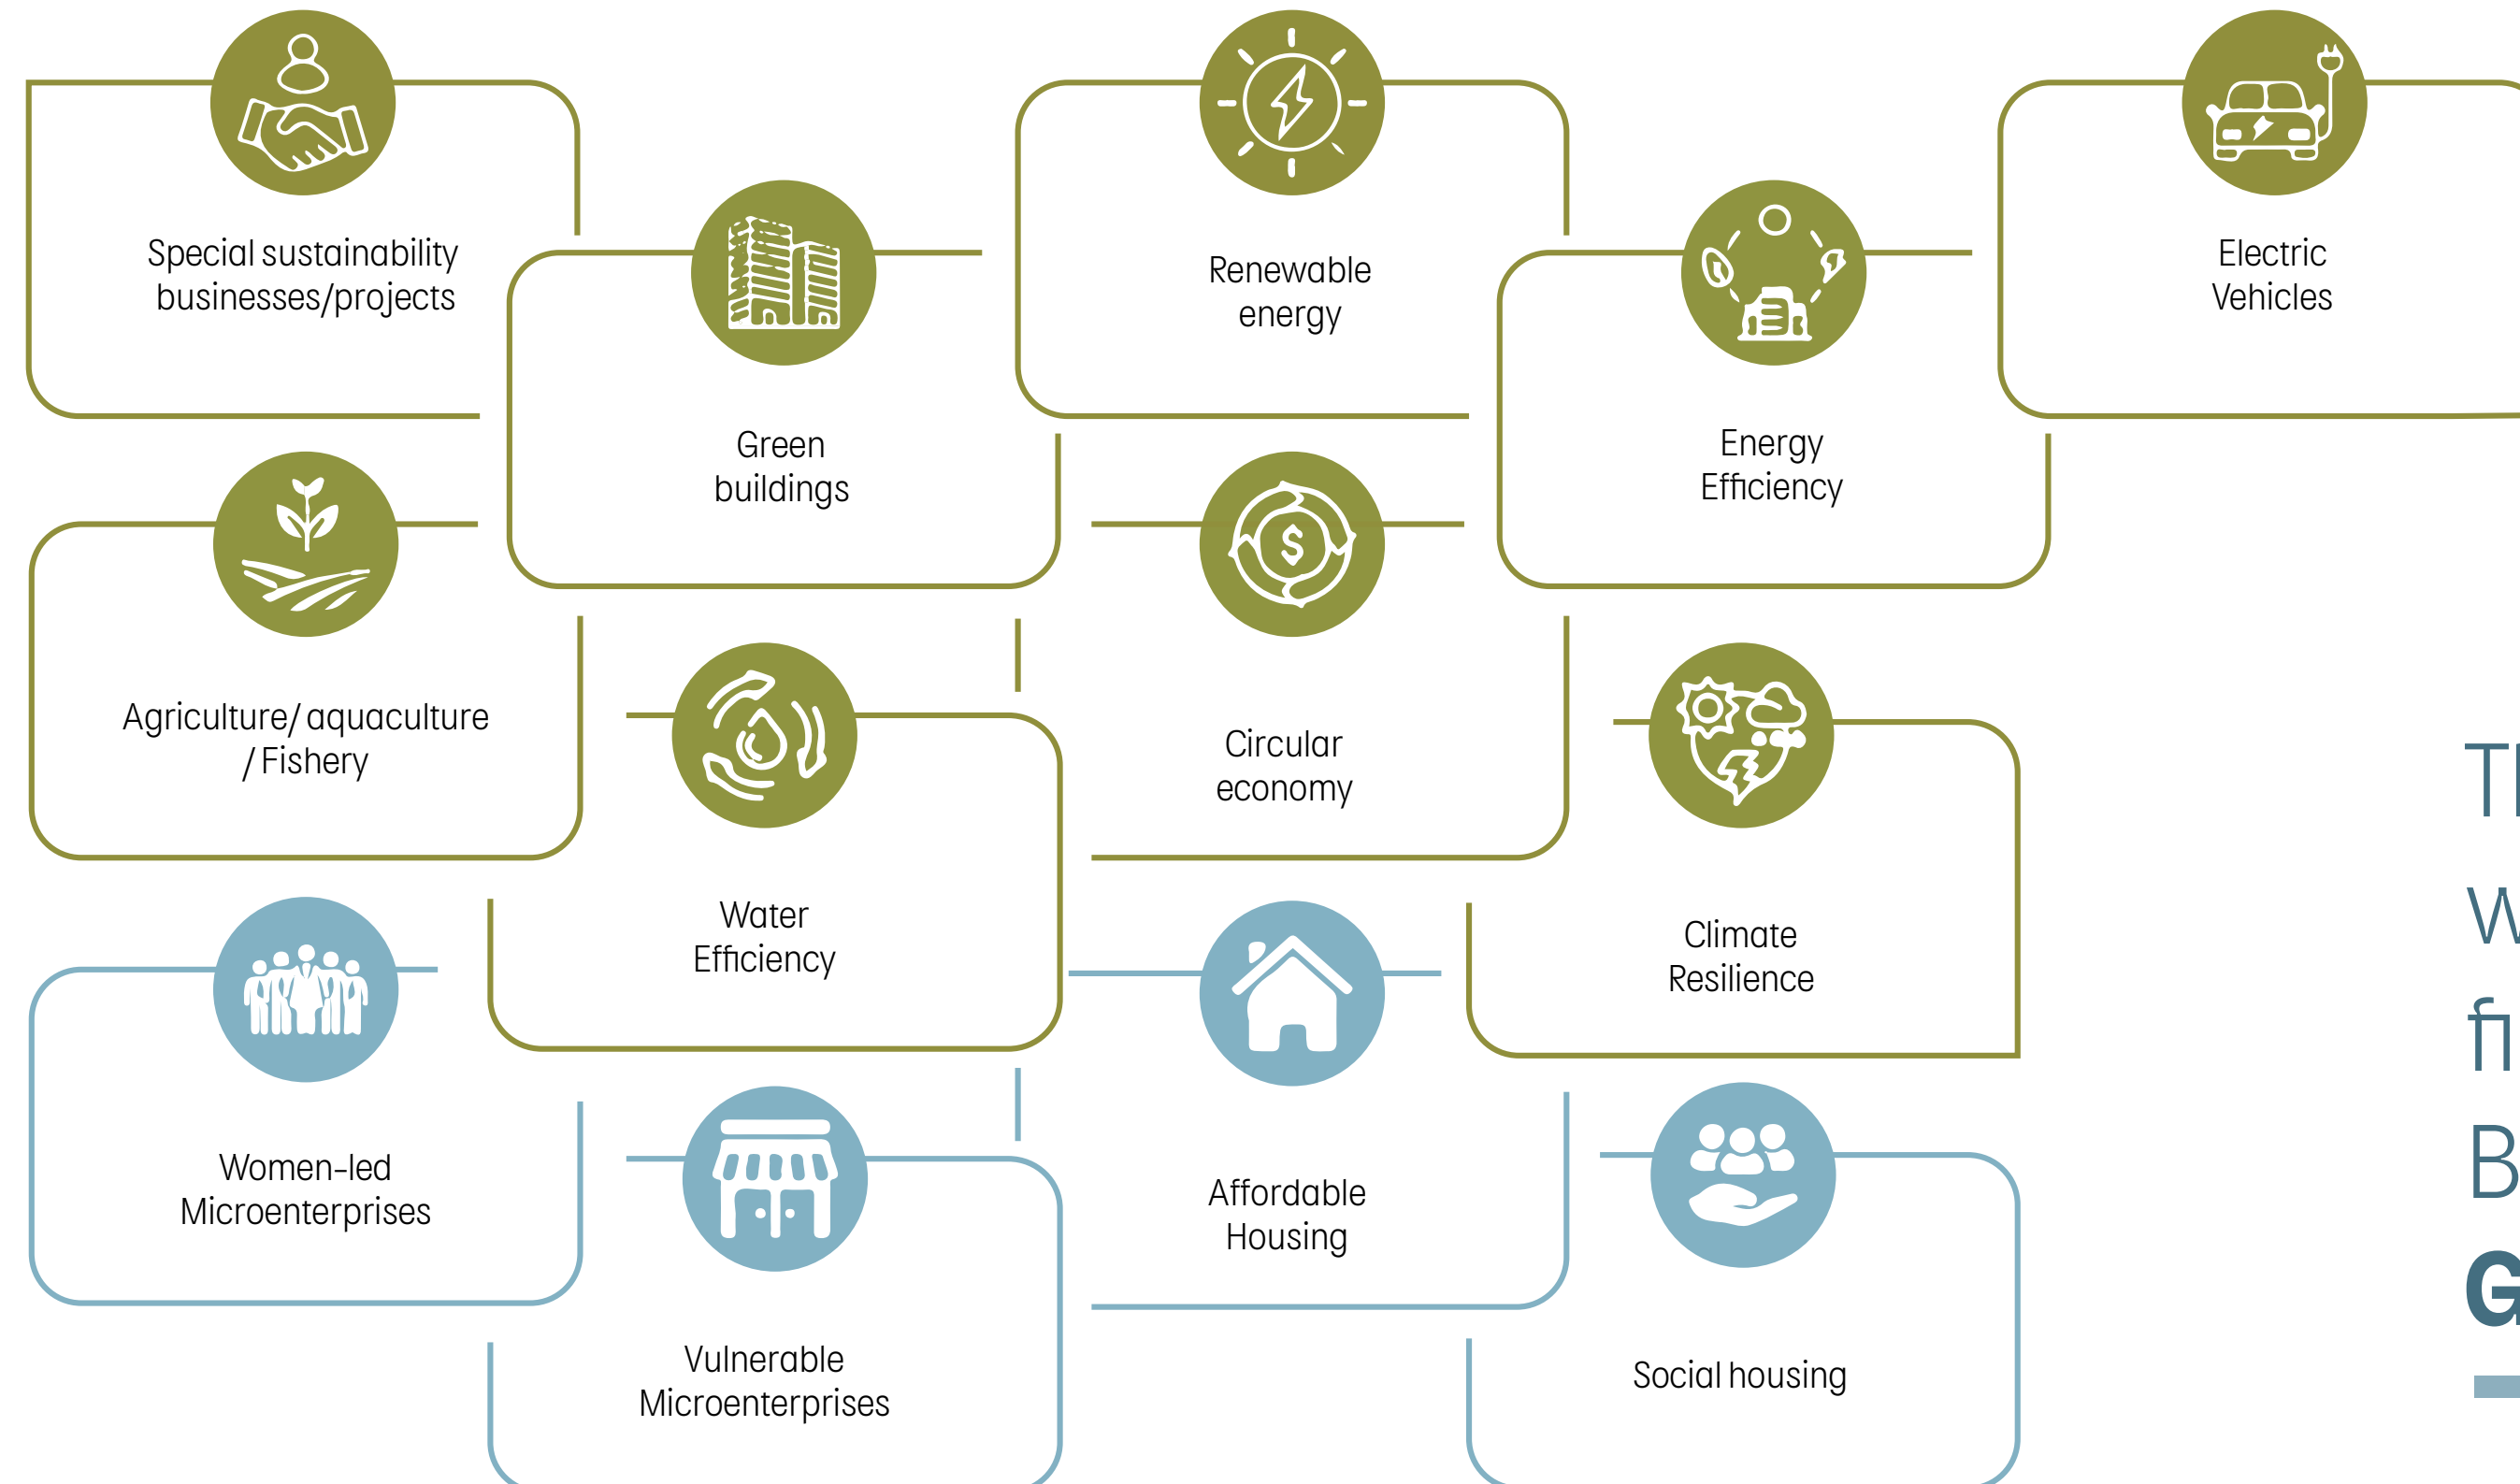 Special sustainability
businesses/projects
Green
buildings
Renewable
energy
Energy
Efficiency
Electric
Vehicles
Agriculture/ aquaculture
/ Fishery
Water
Efficiency
Circular
economy
Climate
Resilience
Women-led
Microenterprises
Vulnerable
Microenterprises
Affordable
Housing
Social housing
$